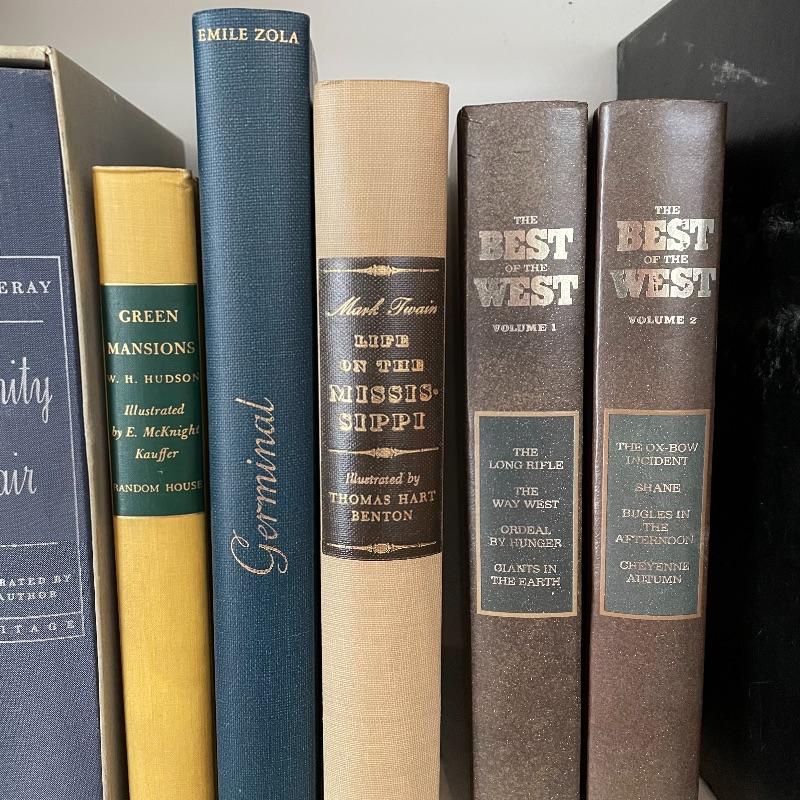 GREEN
MANSIONS
W. H. HUDSON
Illustrated
by E. McKnight
Kauffer
RANDOM HOUSE
EMILE ZOLA
Germinal
Mark Twain
LIFE
ON THE
MISSIS-
SIPPI
Illustrated by
THOMAS HART
BENTON
THE
BEST
OF THE
WEST
VOLUME 1
THE
LONG RIFLE
THE
WAY WEST
ORDEAL
BY HUNGER
GIANTS IN
THE EARTH
THE
BEST
OF THE
WEST
VOLUME 2
THE OX-BOW
INCIDENT
SHANE
BUGLES IN
THE
AFTERNOON
CHEYENNE
AUTUMN